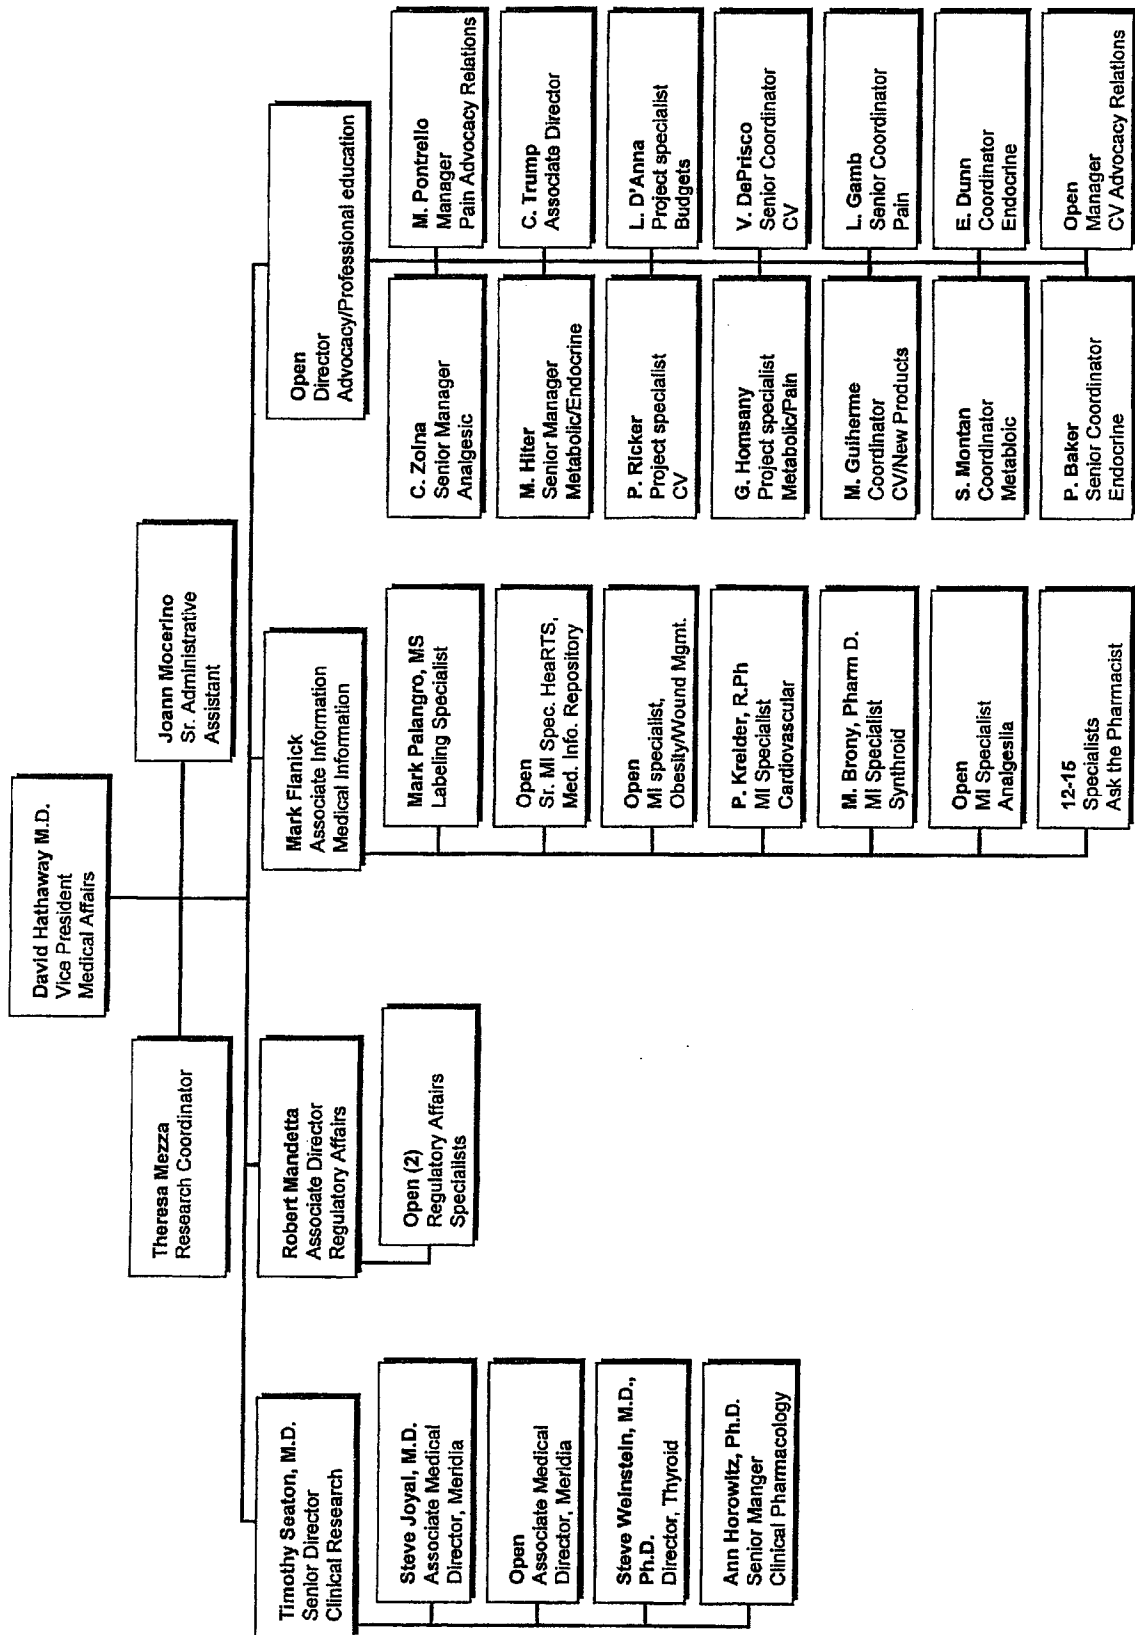 David Hathaway M.D.
Vice President
Medical Affairs
Theresa Mezza
Research Coordinator
Joann Mocerino
Sr. Administrative
Assistant
Timothy Seaton, M.D.
Senior Director
Clinical Research
Steve Joyal, M.D.
Associate Medical
Director, Meridia
Open
Associate Medical
Director, Meridia
Steve Weinstein, M.D.,
Ph.D.
Director, Thyroid
Ann Horowitz, Ph.D.
Senior Manger
Clinical Pharmacology
Robert Mandetta
Associate Director
Regulatory Affairs
Open (2)
Regulatory Affairs
Specialists
Mark Flanick
Associate Information
Medical Information
Mark Palangro, MS
Labeling Specialist
Open
Sr. MI Spec. HeaRTS,
Med. Info. Repository
Open
MI specialist,
Obesity/Wound Mgmt.
P. Kreider, R.Ph
MI Specialist
Cardiovascular
M. Brony, Pharm D.
MI Specialist
Synthroid
Open
MI Specialist
Analgeslia
12-15
Specialists
Ask the Pharmacist
Open
Director
Advocacy/Professional education
C. Zolna
Senior Manager
Analgesic
M. Pontrello
Manager
Pain Advocacy Relations
M. Hiter
Senior Manager
Metabolic/Endocrine
C. Trump
Associate Director
P. Ricker
Project specialist
CV
L. D'Anna
Project specialist
Budgets
G. Homsany
Project specialist
Metabolic/Pain
V. DePrisco
Senior Coordinator
CV
M. Guiherme
Coordinator
CV/New Products
L. Gamb
Senior Coordinator
Pain
S. Montan
Coordinator
Metabloic
E. Dunn
Coordinator
Endocrine
P. Baker
Senior Coordinator
Endocrine
Open
Manager
CV Advocacy Relations